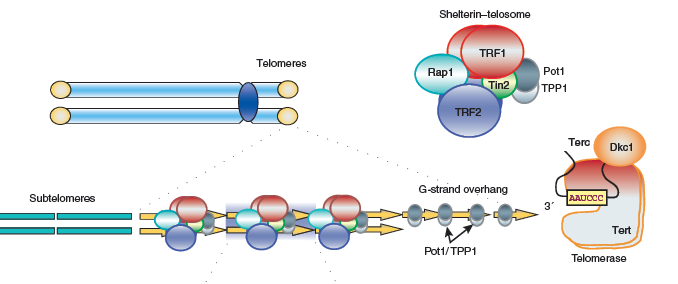 Shelterin–telosome
TRF1
Telomeres
Rap1
Pot1
Tin2
TPP1
TRF2
Terc
Dkc1
Subtelomeres
G-strand overhang
3´
AAUCCC
Tert
Pot1/TPP1
Telomerase